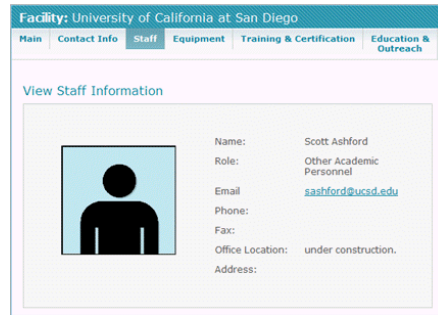 Facility: University of California at San Diego
Main Contact Info Staff Equipment Training & Certification Education & Outreach
View Staff Information
Name: Scott Ashford
Role: Other Academic Personnel
Email sashford@ucsd.edu
Phone:
Fax:
Office Location: under construction.
Address: